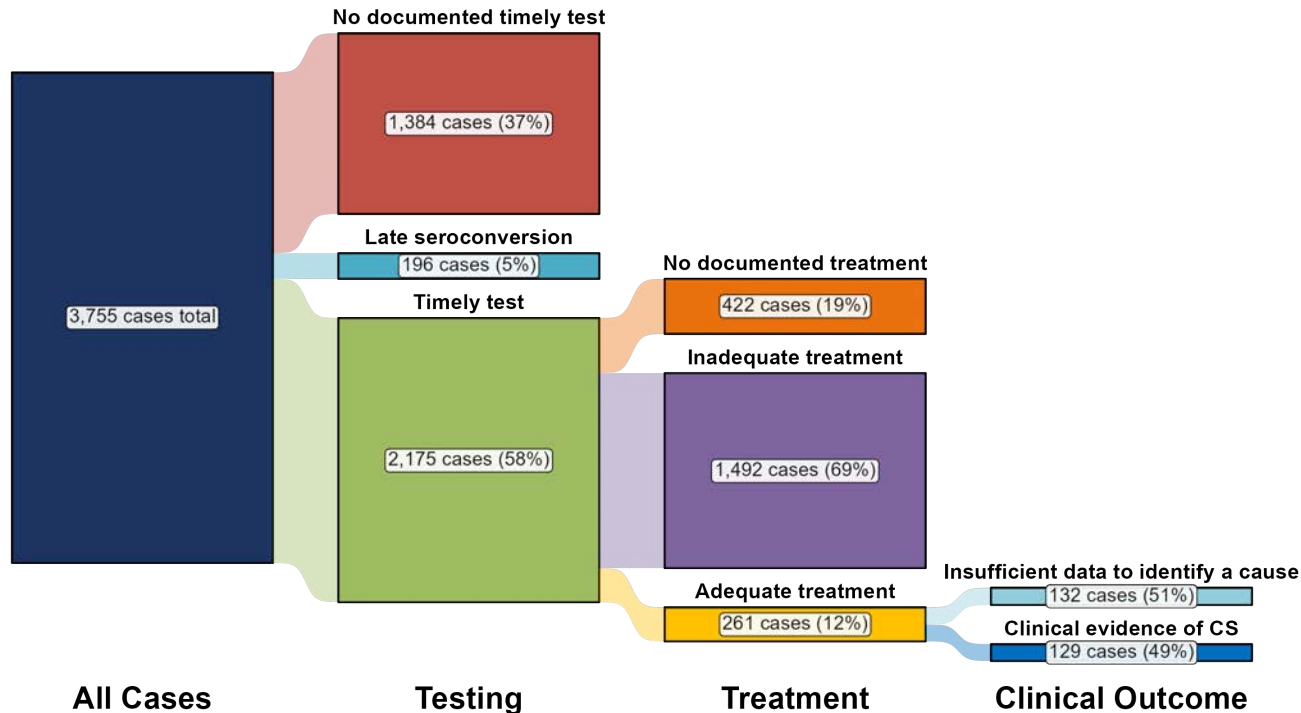 No documented timely test
1,384 cases (37%)
Late seroconversion
196 cases (5%)
No documented treatment
Timely test
422 cases (19%)
3,755 cases total
Inadequate treatment
2,175 cases (58%)
1,492 cases (69%)
Insufficient data to identify a cause
Adequate treatment
132 cases (51%)
261 cases (12%)
Clinical evidence of CS
129 cases (49%)
All Cases
Testing
Treatment
Clinical Outcome